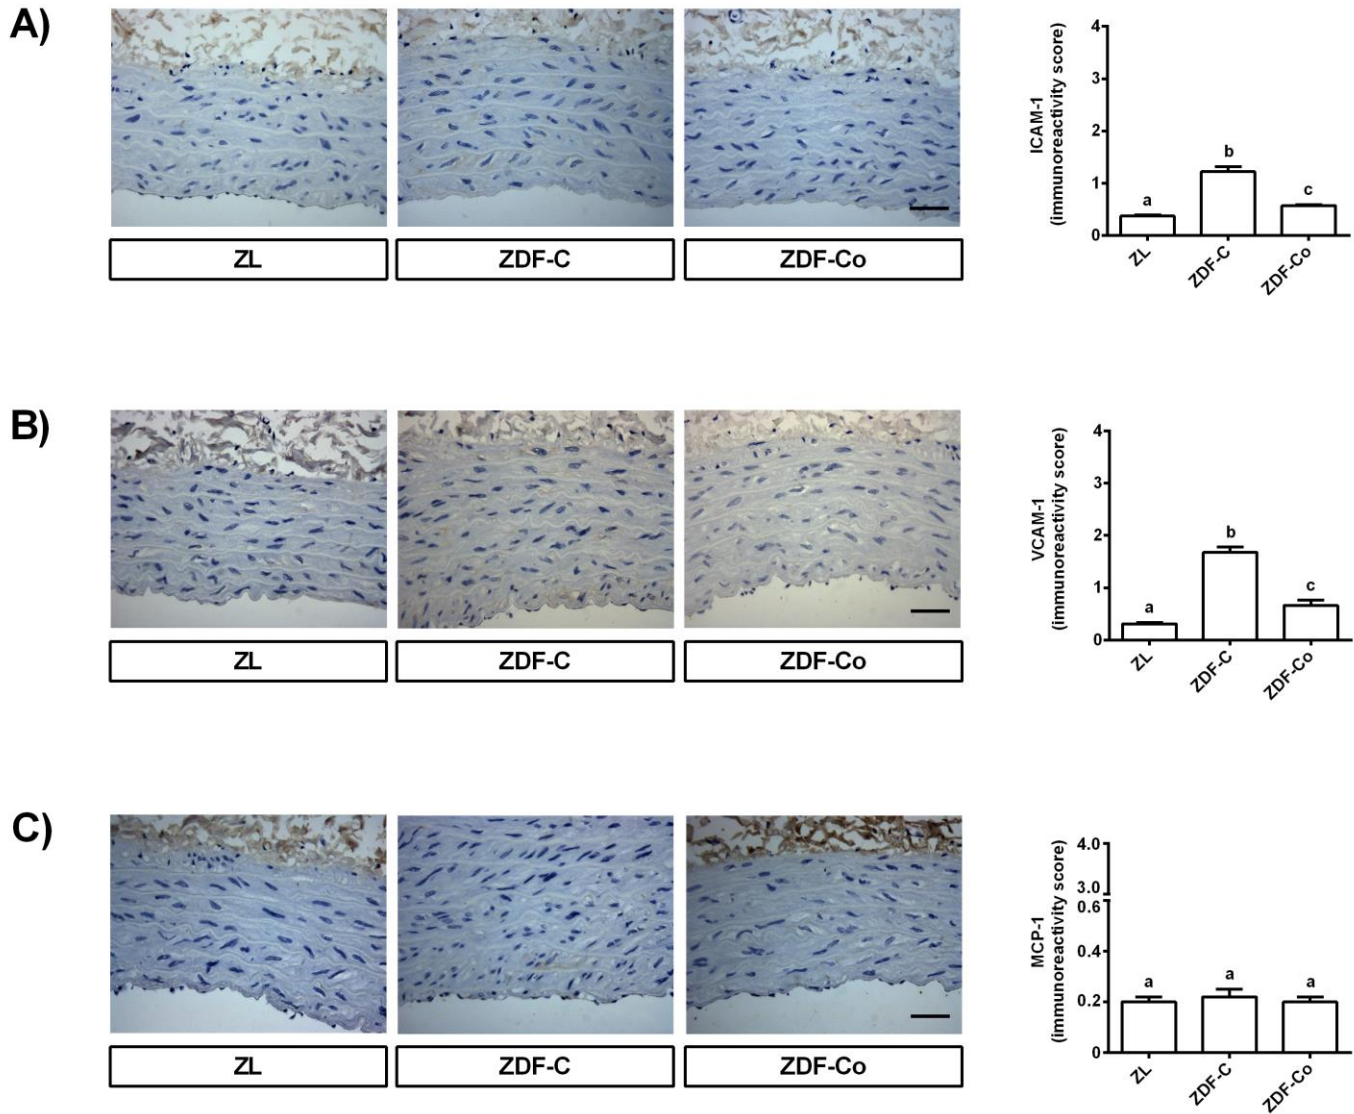 A)
ZL
ZDF-C
ZDF-Co
ICAM-1
(immunoreactivity score)
4
3
2
1
0
a
b
c
ZL
ZDF-C
ZDF-Co
B)
ZL
ZDF-C
ZDF-Co
VCAM-1
(immunoreactivity score)
4
3
2
1
0
a
b
c
ZL
ZDF-C
ZDF-Co
C)
ZL
ZDF-C
ZDF-Co
MCP-1
(immunoreactivity score)
4.0
3.0
0.6
0.4
0.2
0
a
a
a
ZL
ZDF-C
ZDF-Co